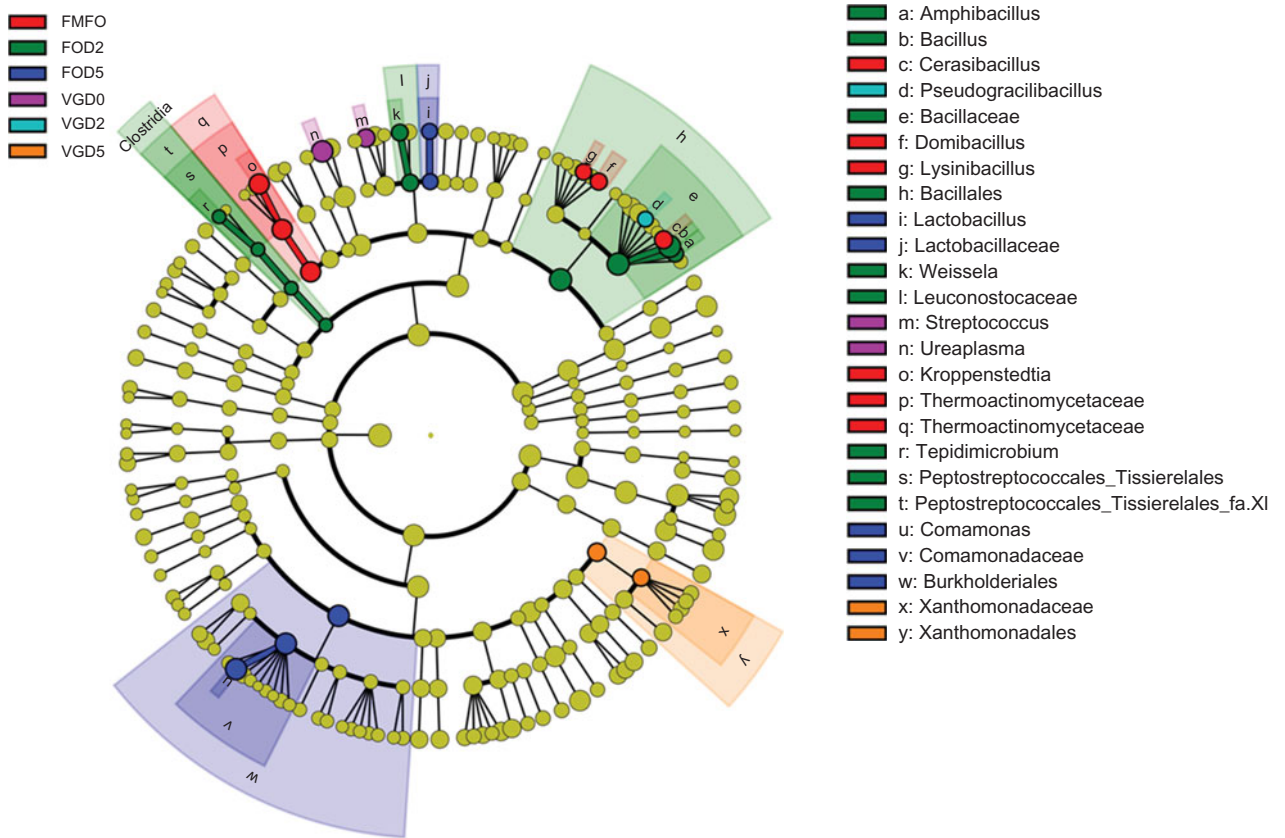 FMFO
FOD2
FOD5
VGD0
VGD2
VGD5
a: Amphibacillus
b: Bacillus
c: Cerasibacillus
d: Pseudogracilibacillus
e: Bacillaceae
f: Domibacillus
g: Lysinibacillus
h: Bacillales
i: Lactobacillus
j: Lactobacillaceae
k: Weissela
l: Leuconostocaceae
m: Streptococcus
n: Ureaplasma
o: Kroppenstedtia
p: Thermoactinomycetaceae
q: Thermoactinomycetaceae
r: Tepidimicrobium
s: Peptostreptococcales_Tissierelales
t: Peptostreptococcales_Tissierelales_fa.XI
u: Comamonas
v: Comamonadaceae
w: Burkholderiales
x: Xanthomonadaceae
y: Xanthomonadales
Clostridia
t
s
r
q
p
o
n
m
l
k
j
i
h
g
f
e
d
c
b
a
u
v
w
x
y